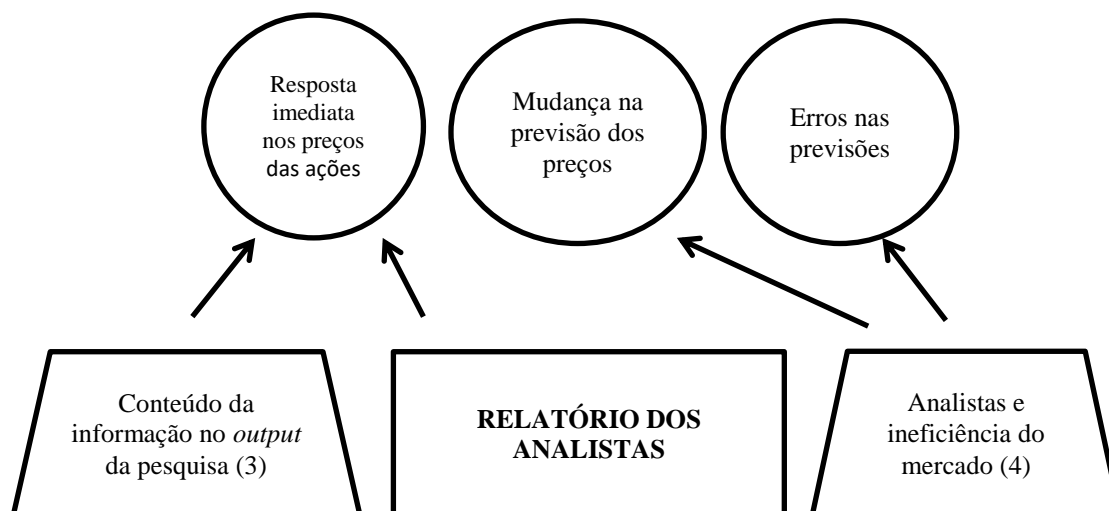 Resposta
imediata
nos preços
das ações
Mudança na
previsão dos
preços
Erros nas
previsões
Conteúdo da
informação no output
da pesquisa (3)
RELATÓRIO DOS
ANALISTAS
Analistas e
ineficiência do
mercado (4)